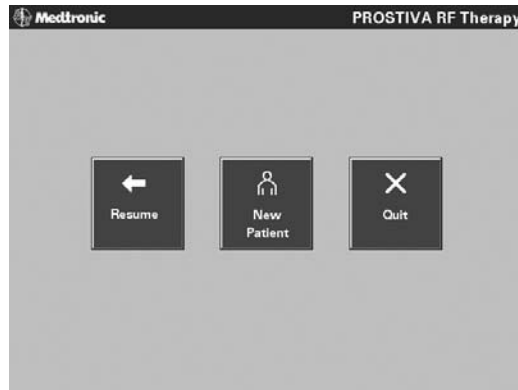 Medtronic
PROSTIVA RF Therapy
Resume
New
Patient
Quit